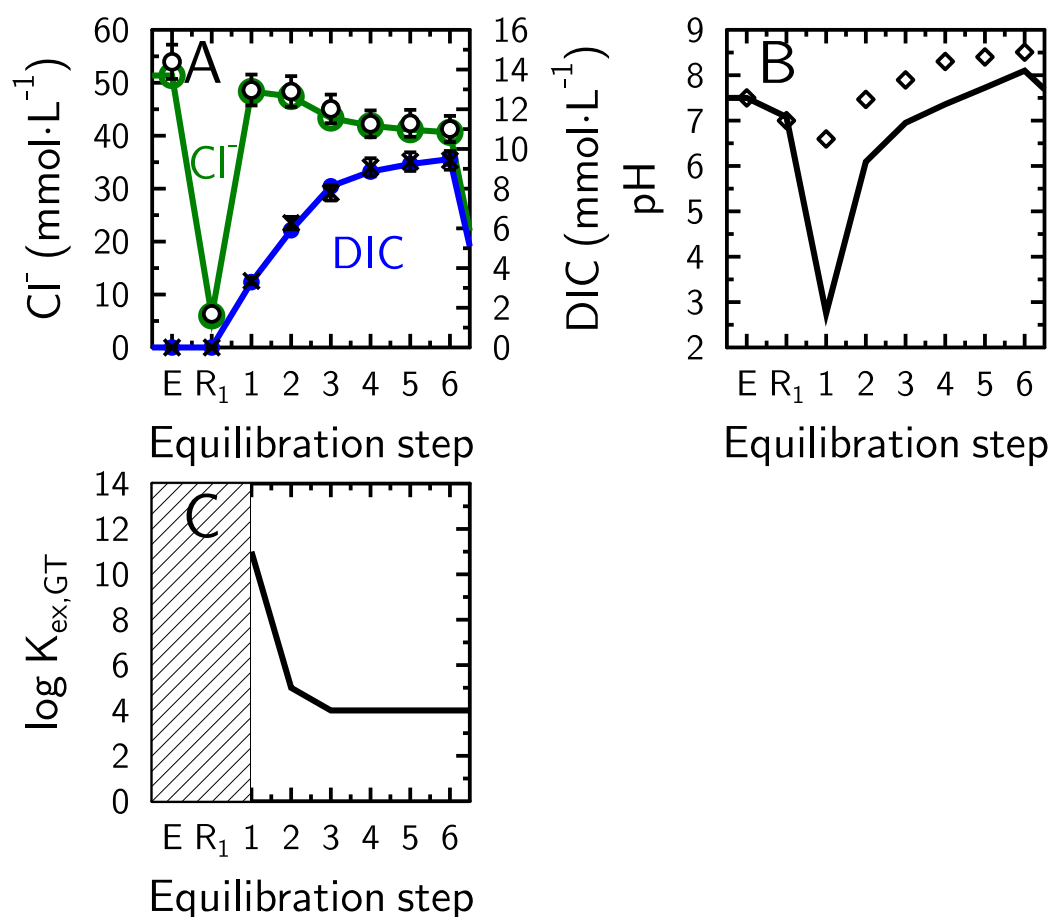 A
Cl⁻ (mmol·L⁻¹)
60
50
40
30
20
10
0
Cl⁻
DIC
16
14
12
10
8
6
4
2
0
DIC (mmol·L⁻¹)
E R₁ 1 2 3 4 5 6
Equilibration step
B
pH
9
8
7
6
5
4
3
2
E R₁ 1 2 3 4 5 6
Equilibration step
C
log K_ex,GT
14
12
10
8
6
4
2
0
E R₁ 1 2 3 4 5 6
Equilibration step